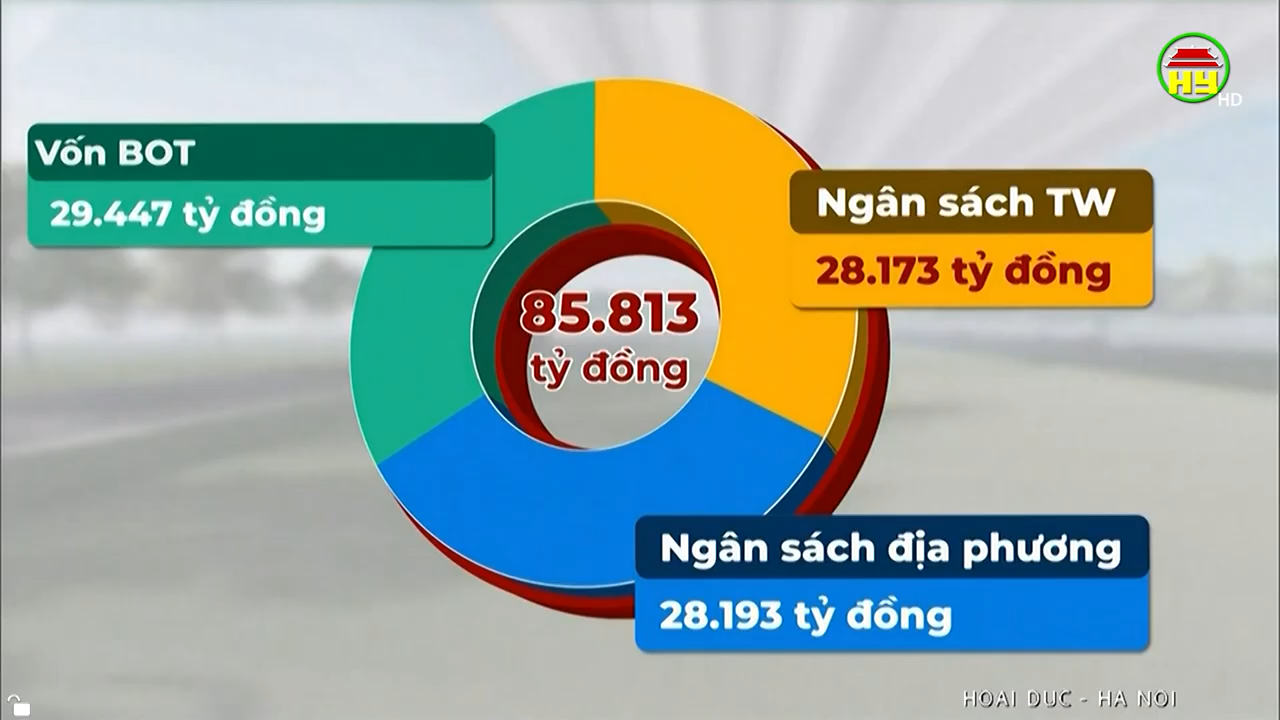 HY
HD
Vốn BOT
29.447 tỷ đồng
Ngân sách TW
28.173 tỷ đồng
85.813
tỷ đồng
Ngân sách địa phương
28.193 tỷ đồng
HOAI DUC - HA NOI